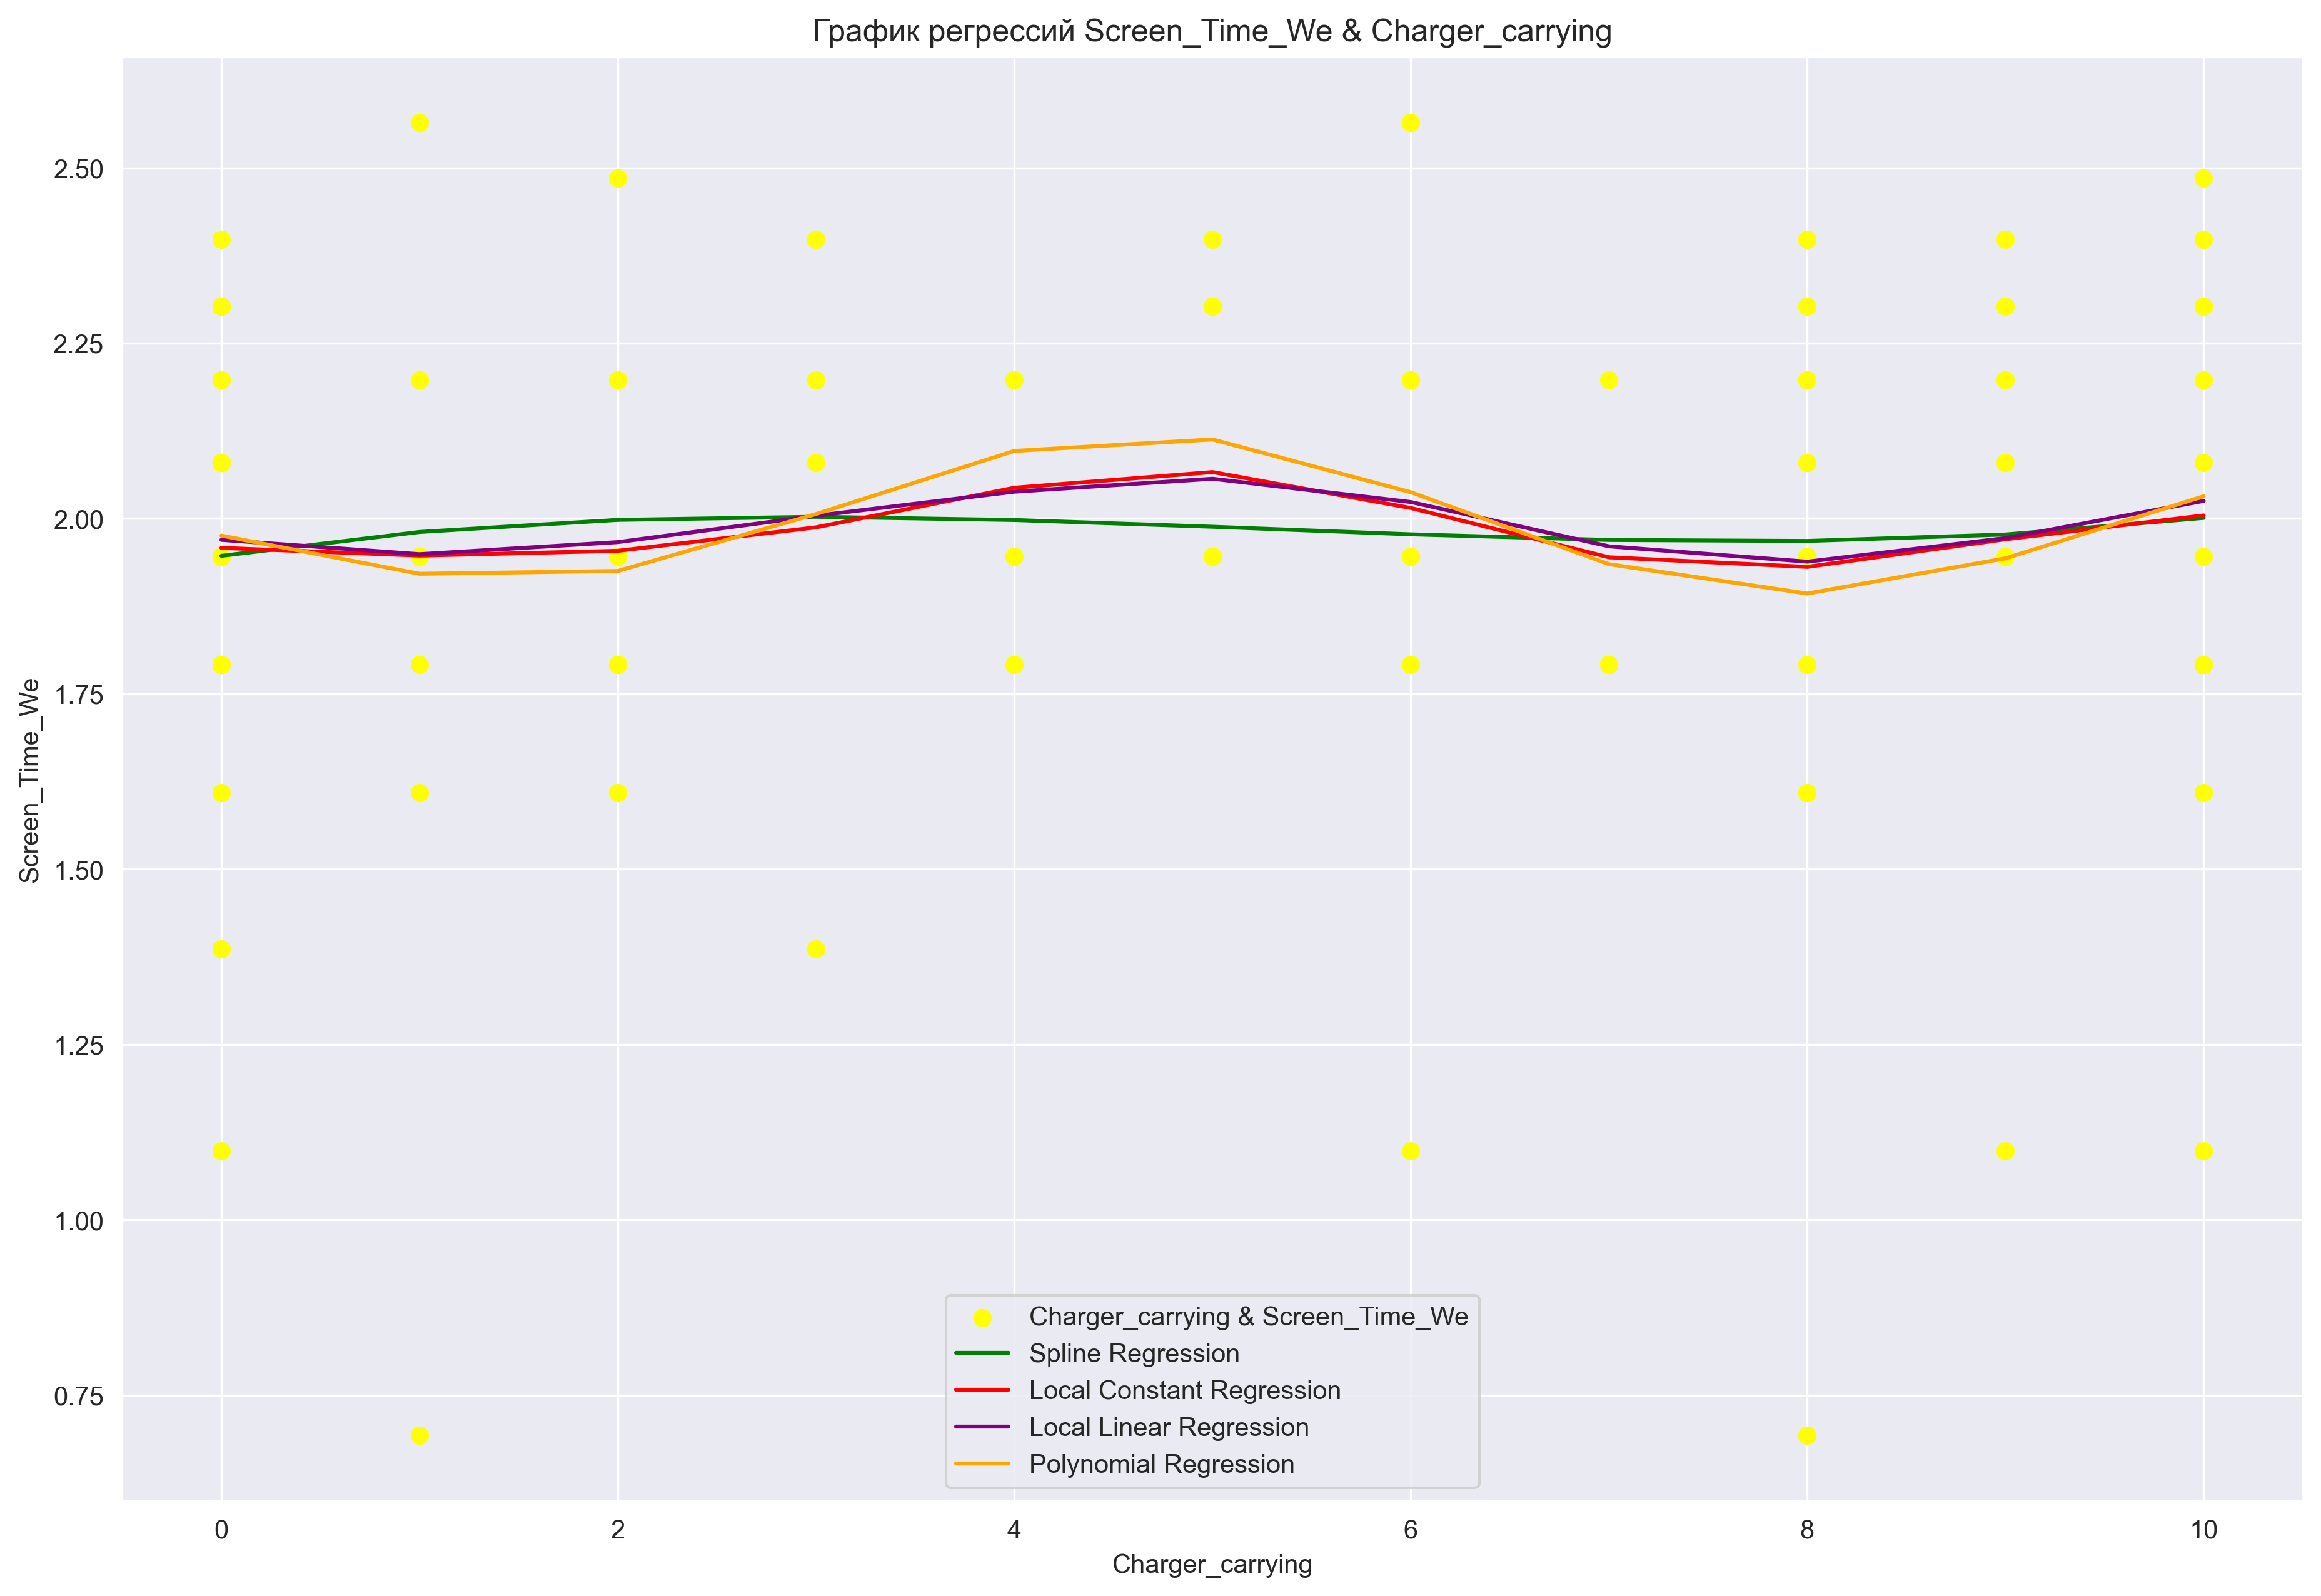 График регрессий Screen_Time_We & Charger_carrying
Screen_Time_We
2.50
2.25
2.00
1.75
1.50
1.25
1.00
0.75
Charger_carrying & Screen_Time_We
Spline Regression
Local Constant Regression
Local Linear Regression
Polynomial Regression
0 2 4 6 8 10
Charger_carrying